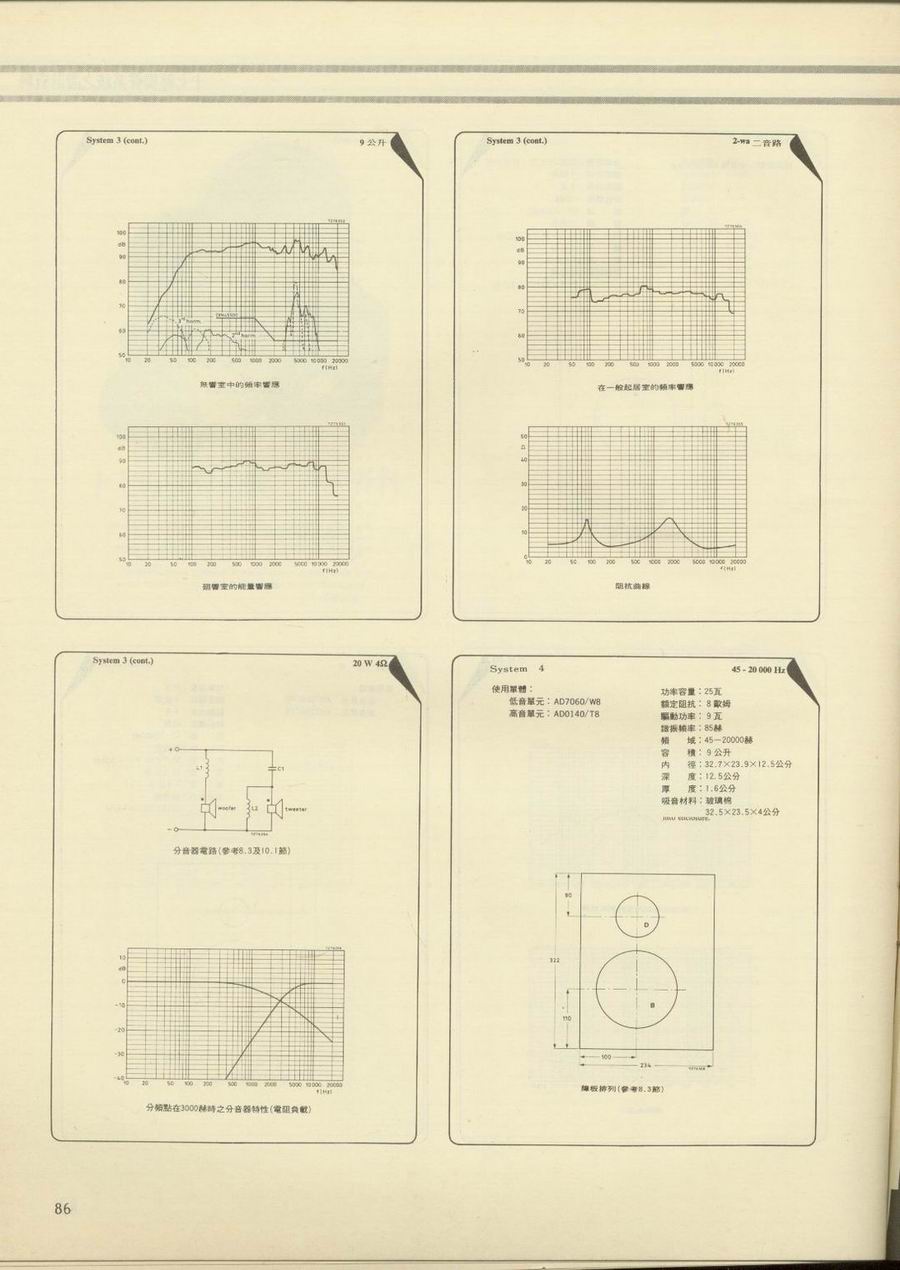 System 3 (cont.)
9 公升
100
dB
90
80
70
60
50
2nd harm
3rd harm
10 20 50 100 200 500 1000 2000 5000 10 000 20000
f(Hz)
無響室中的頻率響應
100
dB
90
80
70
60
50
10 20 50 100 200 500 1000 2000 5000 10 000 20000
f(Hz)
迴響室的能量響應
System 3 (cont.)
2-wa 二音路
100
dB
90
80
70
60
50
10 20 50 100 200 500 1000 2000 5000 10 000 20000
f(Hz)
在一般起居室的頻率響應
50
Ω
40
30
20
10
0
10 20 50 100 200 500 1000 2000 5000 10000 20000
f(Hz)
阻抗曲線
System 3 (cont.)
20 W 4Ω
+
L1
C1
woofer
L2
tweeter
−
分音器電路(參考8.3及10.1節)
10
dB
0
-10
-20
-30
-40
10 20 50 100 200 500 1000 2000 5000 10000 20000
f(Hz)
分頻點在3000赫時之分音器特性(電阻負載)
System 4
45 - 20 000 Hz
使用單體：
低音單元：AD7060/W8
高音單元：AD0140/T8
功率容量：25瓦
額定阻抗：8歐姆
驅動功率：9瓦
諧振頻率：85赫
頻 域：45－20000赫
容 積：9公升
內 徑：32.7×23.9×12.5公分
深 度：12.5公分
厚 度：1.6公分
吸音材料：玻璃棉
32.5×23.5×4公分
90
D
322
B
110
100
234
障板排列(參考8.3節)
86